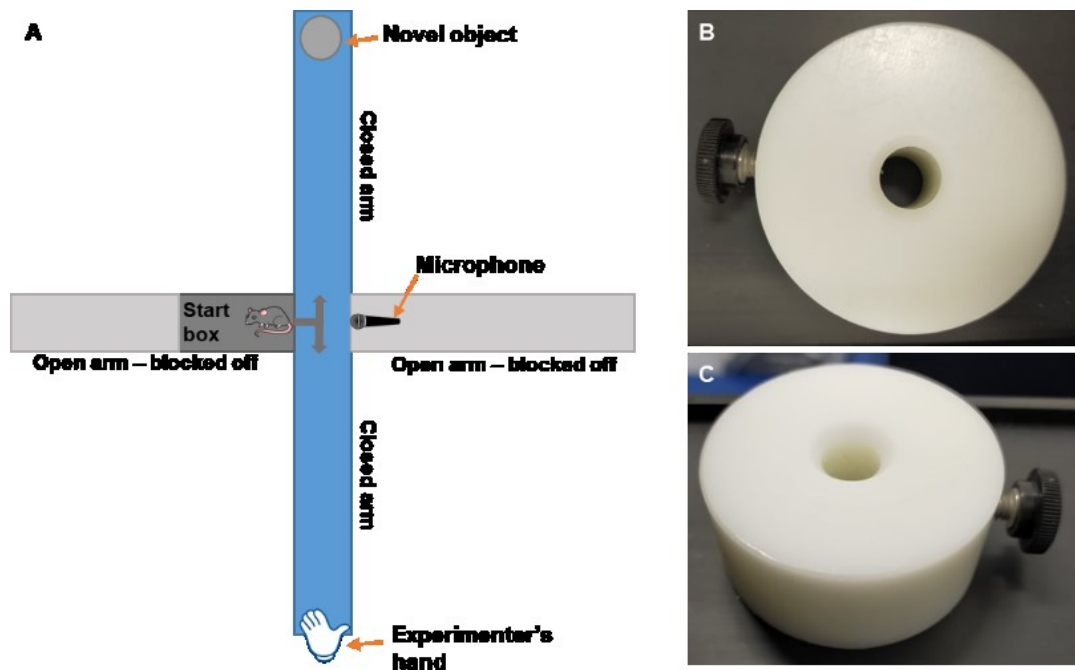 A
Novel object
Closed arm
Microphone
Start
box
Open arm – blocked off
Open arm – blocked off
Closed arm
Experimenter's
hand
B
C